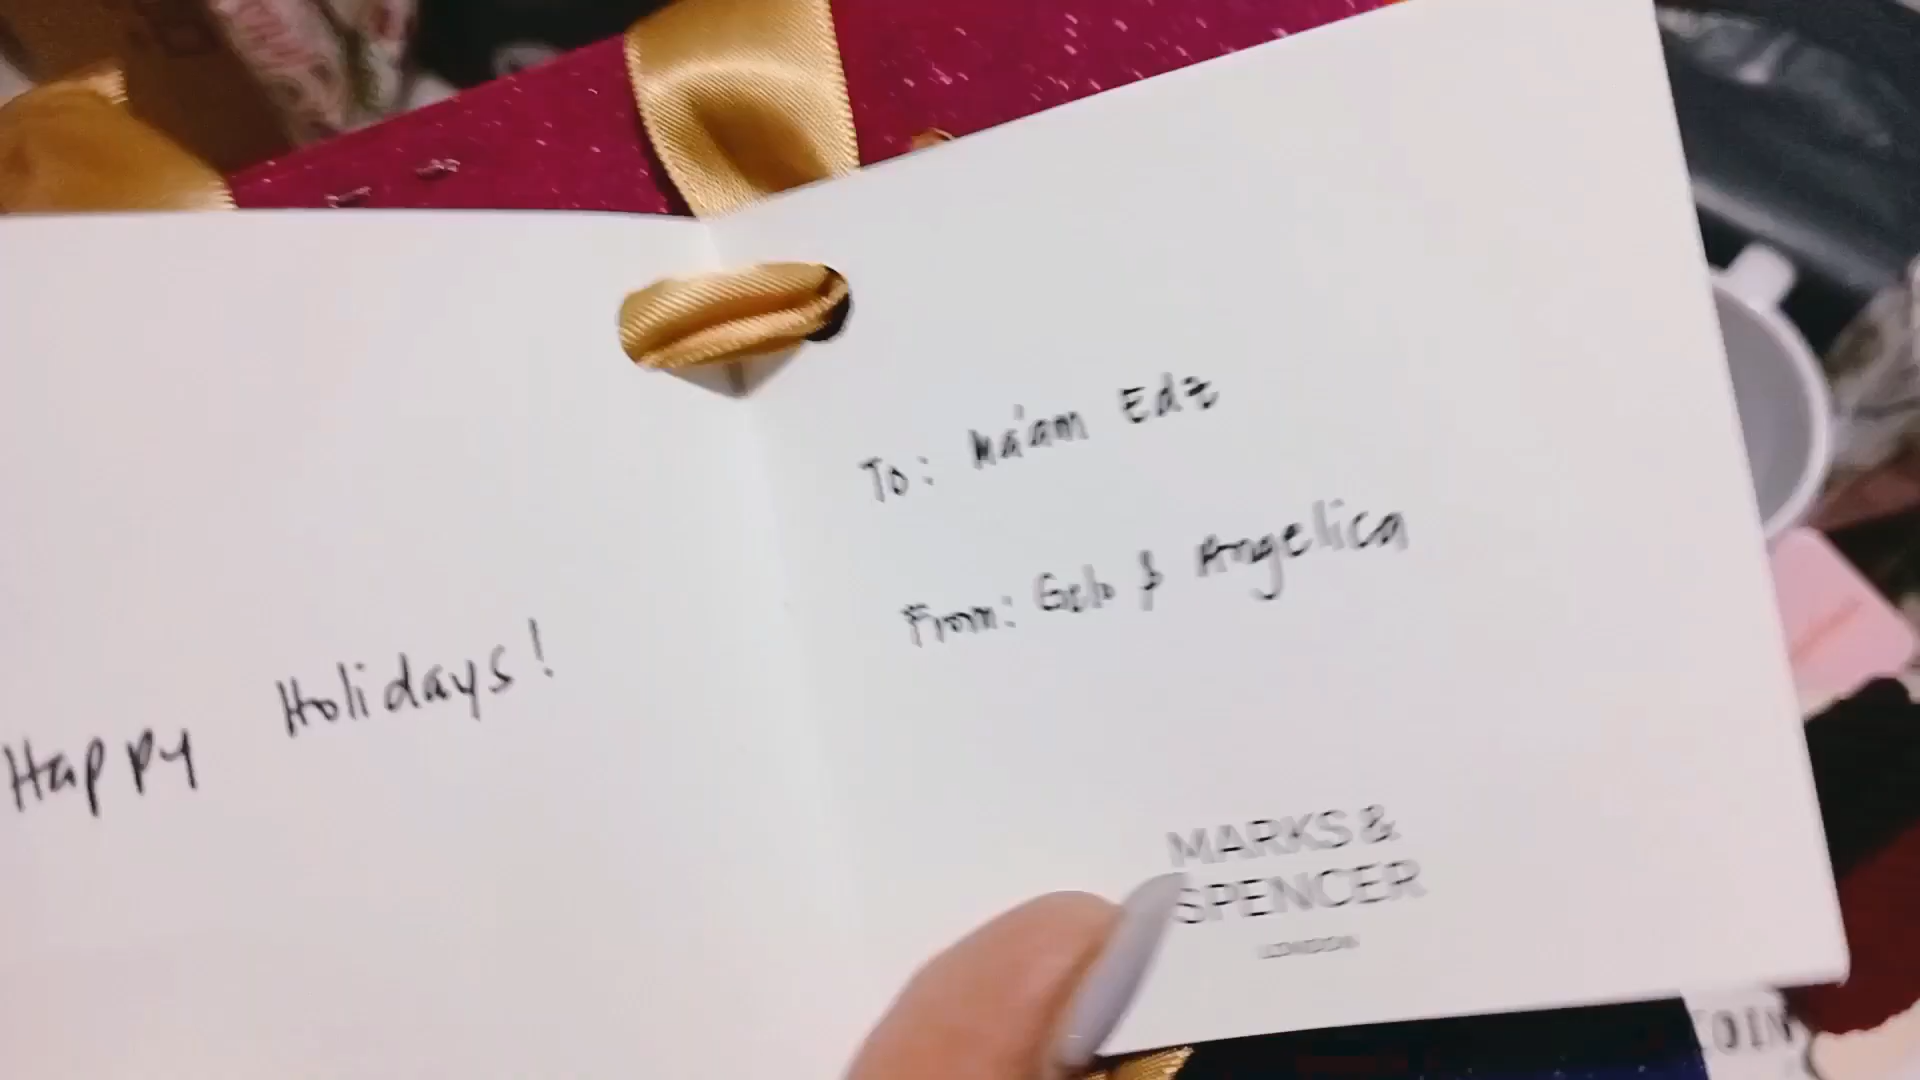 Happy Holidays!
To: Ma'am Edz
From: Gelo & Angelica
MARKS &
SPENCER
LONDON